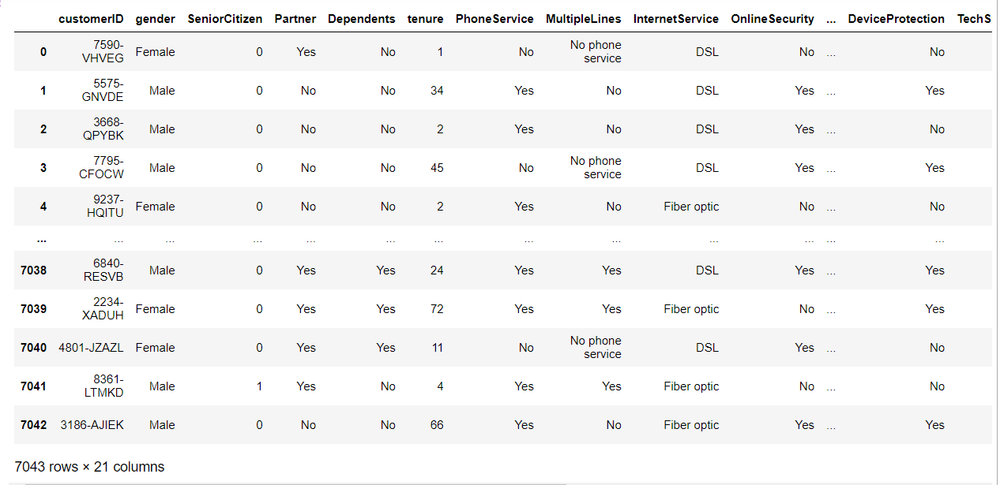 customerID gender SeniorCitizen Partner Dependents tenure PhoneService MultipleLines InternetService OnlineSecurity ... DeviceProtection TechS
0 7590-VHVEG Female 0 Yes No 1 No No phone service DSL No ... No
1 5575-GNVDE Male 0 No No 34 Yes No DSL Yes ... Yes
2 3668-QPYBK Male 0 No No 2 Yes No DSL Yes ... No
3 7795-CFOCW Male 0 No No 45 No No phone service DSL Yes ... Yes
4 9237-HQITU Female 0 No No 2 Yes No Fiber optic No ... No
... ... ... ... ... ... ... ... ... ... ... ... ...
7038 6840-RESVB Male 0 Yes Yes 24 Yes Yes DSL Yes ... Yes
7039 2234-XADUH Female 0 Yes Yes 72 Yes Yes Fiber optic No ... Yes
7040 4801-JZAZL Female 0 Yes Yes 11 No No phone service DSL Yes ... No
7041 8361-LTMKD Male 1 Yes No 4 Yes Yes Fiber optic No ... No
7042 3186-AJIEK Male 0 No No 66 Yes No Fiber optic Yes ... Yes
7043 rows × 21 columns